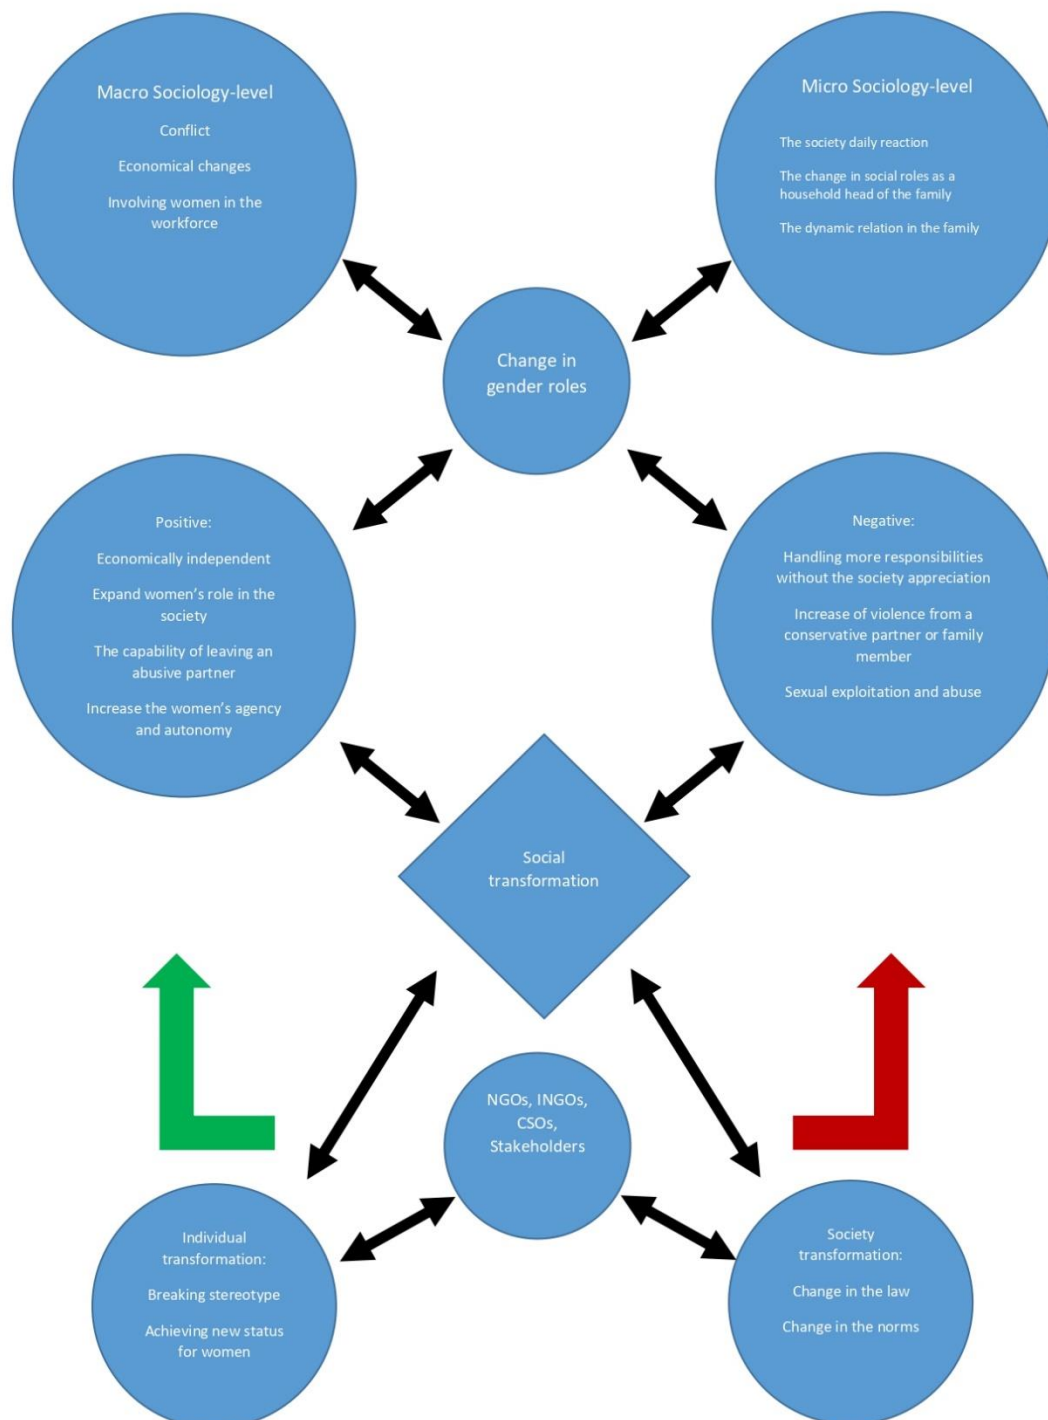 Macro Sociology-level
Conflict
Economical changes
Involving women in the
workforce
Micro Sociology-level
The society daily reaction
The change in social roles as a
household head of the family
The dynamic relation in the family
Change in
gender roles
Positive:
Economically independent
Expand women’s role in the
society
The capability of leaving an
abusive partner
Increase the women’s agency
and autonomy
Negative:
Handling more responsibilities
without the society appreciation
Increase of violence from a
conservative partner or family
member
Sexual exploitation and abuse
Social
transformation
NGOs, INGOs,
CSOs,
Stakeholders
Individual
transformation:
Breaking stereotype
Achieving new status
for women
Society
transformation:
Change in the law
Change in the norms